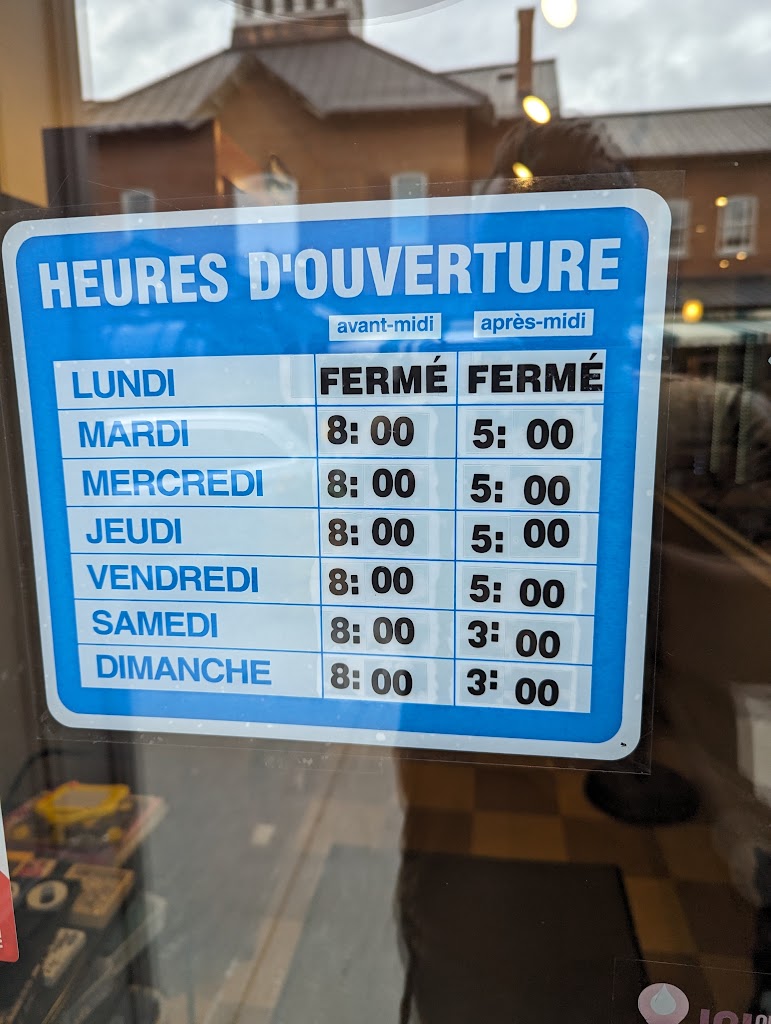 HEURES D'OUVERTURE
avant-midi après-midi
LUNDI FERMÉ FERMÉ
MARDI 8:00 5:00
MERCREDI 8:00 5:00
JEUDI 8:00 5:00
VENDREDI 8:00 5:00
SAMEDI 8:00 3:00
DIMANCHE 8:00 3:00